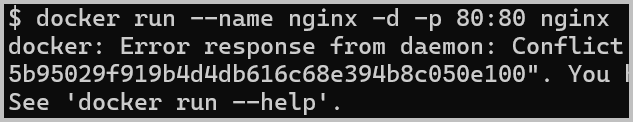 $ docker run --name nginx -d -p 80:80 nginx
docker: Error response from daemon: Conflict
5b95029f919b4d4db616c68e394b8c050e100". You
See 'docker run --help'.